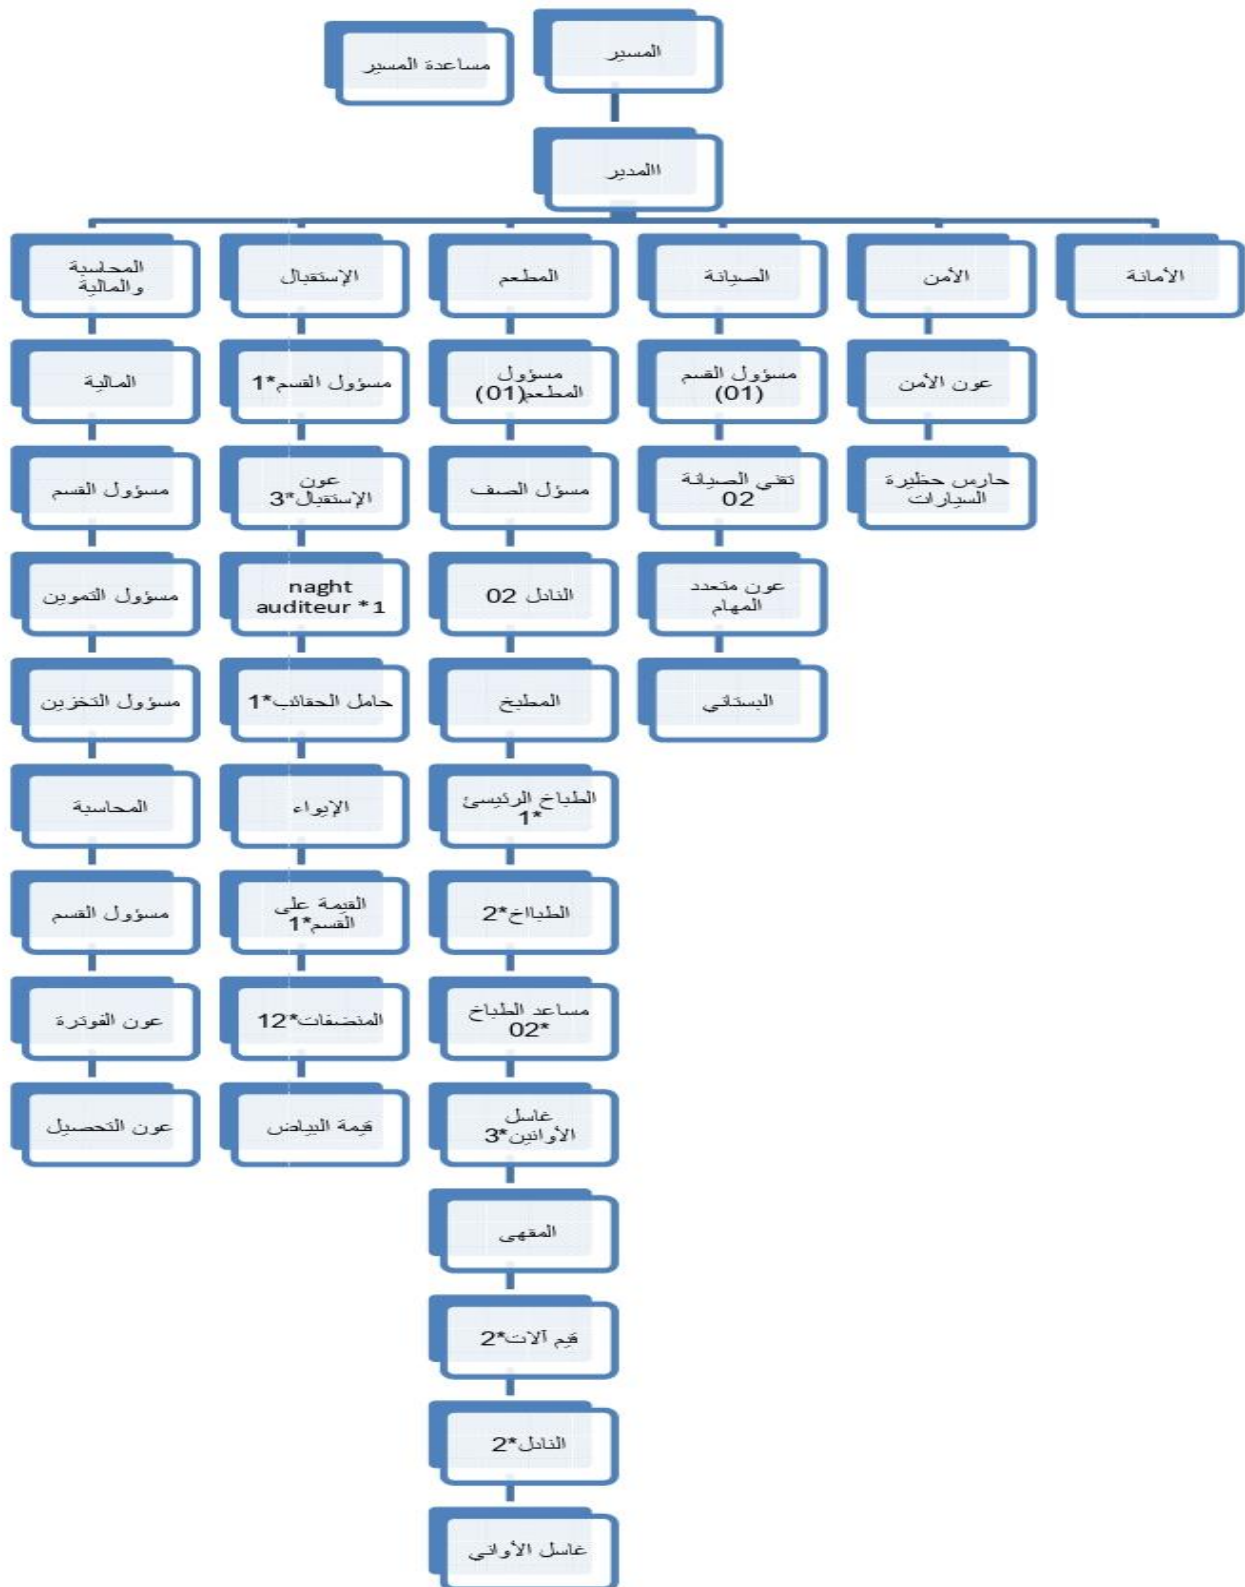 المسير
مساعدة المسير
االمدير
الأمانة
الأمن
عون الأمن
حارس حظيرة
السيارات
الصيانة
مسؤول القسم
(01)
تقني الصيانة
02
عون متعدد
المهام
البستاني
المطعم
مسؤول
المطعم(01)
مسؤل الصف
النادل 02
المطبخ
الطباخ الرئيسئ
*1
الطبااخ*2
مساعد الطباخ
*02
غاسل
الأوانين*3
المقهى
قيم آلات*2
النادل*2
غاسل الأواني
الإستقبال
مسؤول القسم*1
عون
الإستقبال*3
naght
auditeur *1
حامل الحقائب*1
الإيواء
القيمة على
القسم*1
المنضفات*12
قيمة البياض
المحاسبة
والمالية
المالية
مسؤول القسم
مسؤول التموين
مسؤول التخزين
المحاسبة
مسؤول القسم
عون الفوترة
عون التحصيل